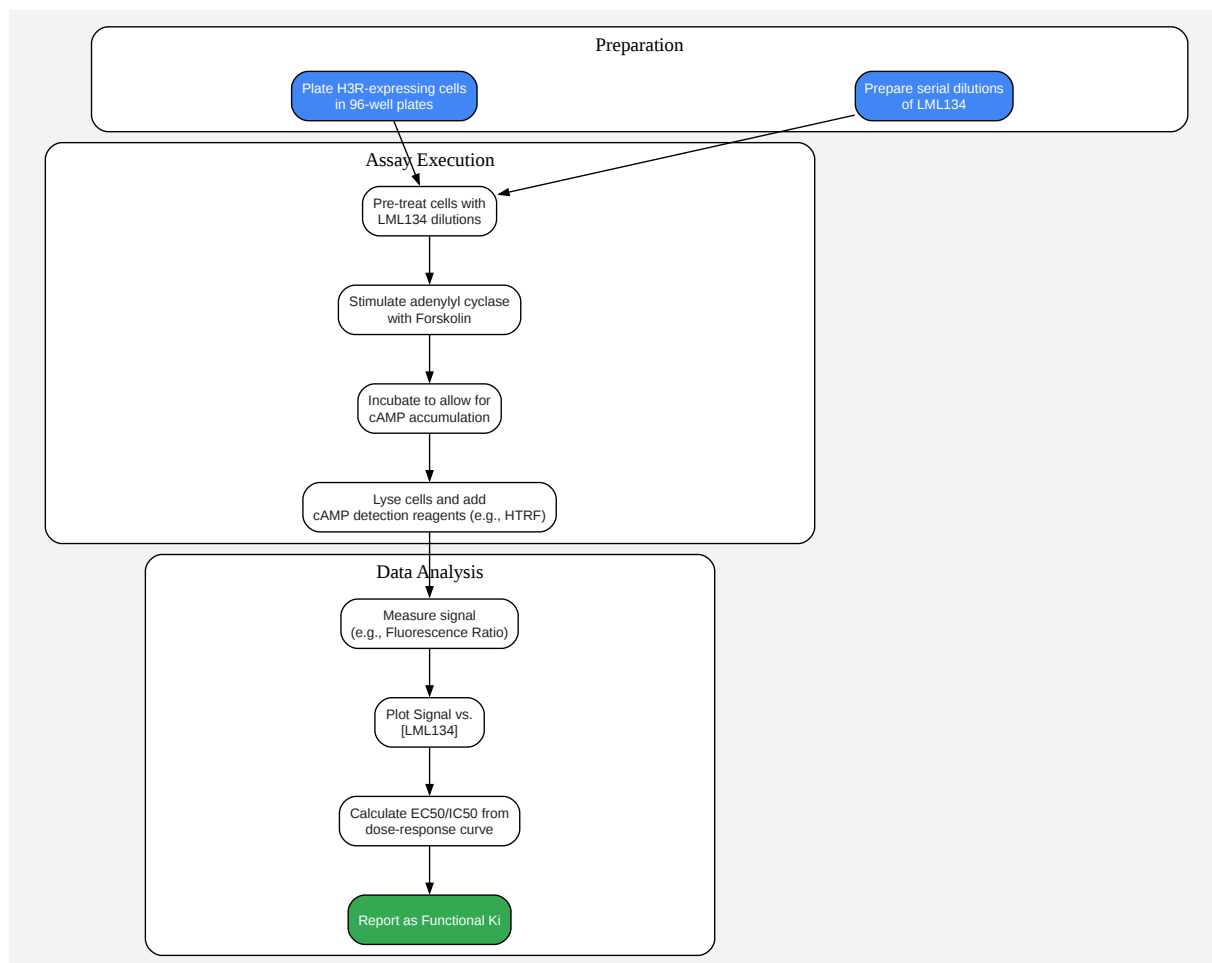 Preparation
Plate H3R-expressing cells
in 96-well plates
Prepare serial dilutions
of LML134
Assay Execution
Pre-treat cells with
LML134 dilutions
Stimulate adenylyl cyclase
with Forskolin
Incubate to allow for
cAMP accumulation
Lyse cells and add
cAMP detection reagents (e.g., HTRF)
Data Analysis
Measure signal
(e.g., Fluorescence Ratio)
Plot Signal vs.
[LML134]
Calculate EC50/IC50 from
dose-response curve
Report as Functional Ki